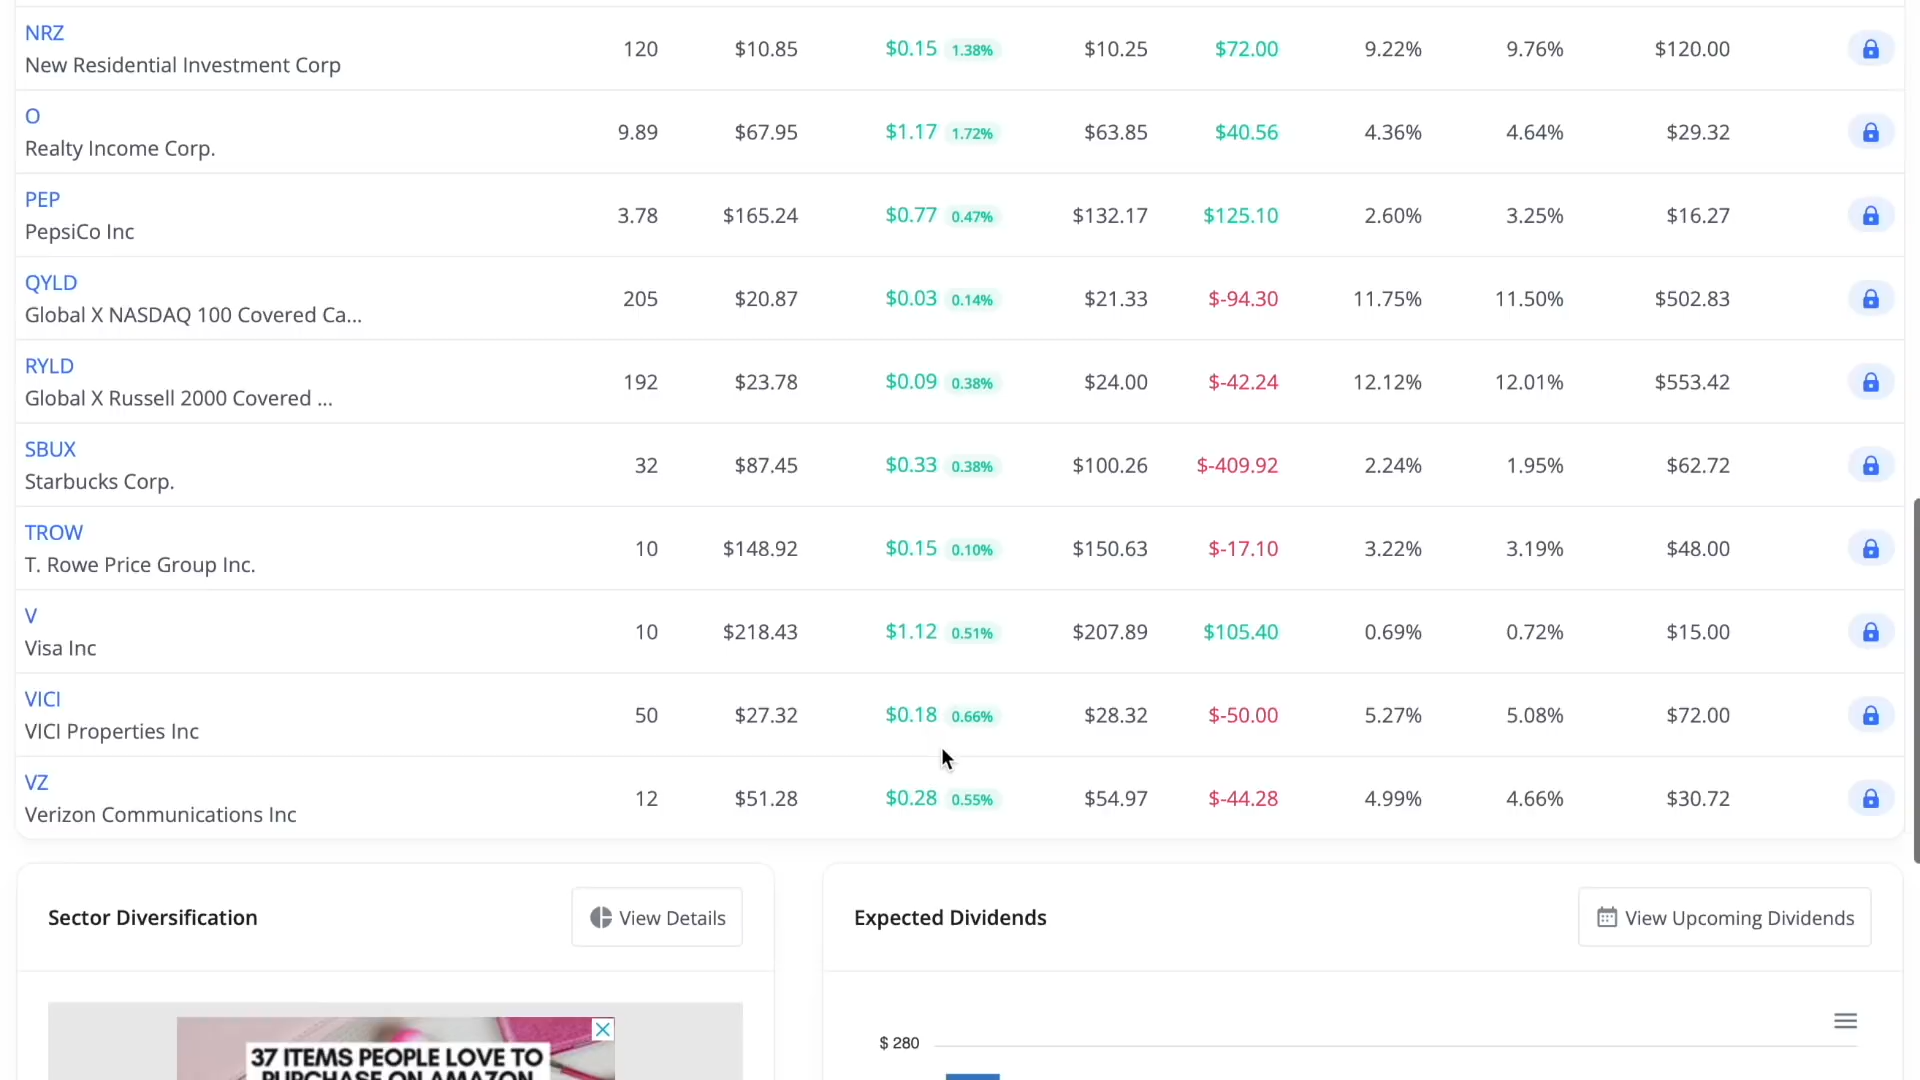 NRZ
New Residential Investment Corp
120 $10.85 $0.15 1.38% $10.25 $72.00 9.22% 9.76% $120.00
O
Realty Income Corp.
9.89 $67.95 $1.17 1.72% $63.85 $40.56 4.36% 4.64% $29.32
PEP
PepsiCo Inc
3.78 $165.24 $0.77 0.47% $132.17 $125.10 2.60% 3.25% $16.27
QYLD
Global X NASDAQ 100 Covered Ca...
205 $20.87 $0.03 0.14% $21.33 $-94.30 11.75% 11.50% $502.83
RYLD
Global X Russell 2000 Covered ...
192 $23.78 $0.09 0.38% $24.00 $-42.24 12.12% 12.01% $553.42
SBUX
Starbucks Corp.
32 $87.45 $0.33 0.38% $100.26 $-409.92 2.24% 1.95% $62.72
TROW
T. Rowe Price Group Inc.
10 $148.92 $0.15 0.10% $150.63 $-17.10 3.22% 3.19% $48.00
V
Visa Inc
10 $218.43 $1.12 0.51% $207.89 $105.40 0.69% 0.72% $15.00
VICI
VICI Properties Inc
50 $27.32 $0.18 0.66% $28.32 $-50.00 5.27% 5.08% $72.00
VZ
Verizon Communications Inc
12 $51.28 $0.28 0.55% $54.97 $-44.28 4.99% 4.66% $30.72
Sector Diversification
View Details
Expected Dividends
View Upcoming Dividends
$ 280
37 ITEMS PEOPLE LOVE TO
PURCHASE ON AMAZON